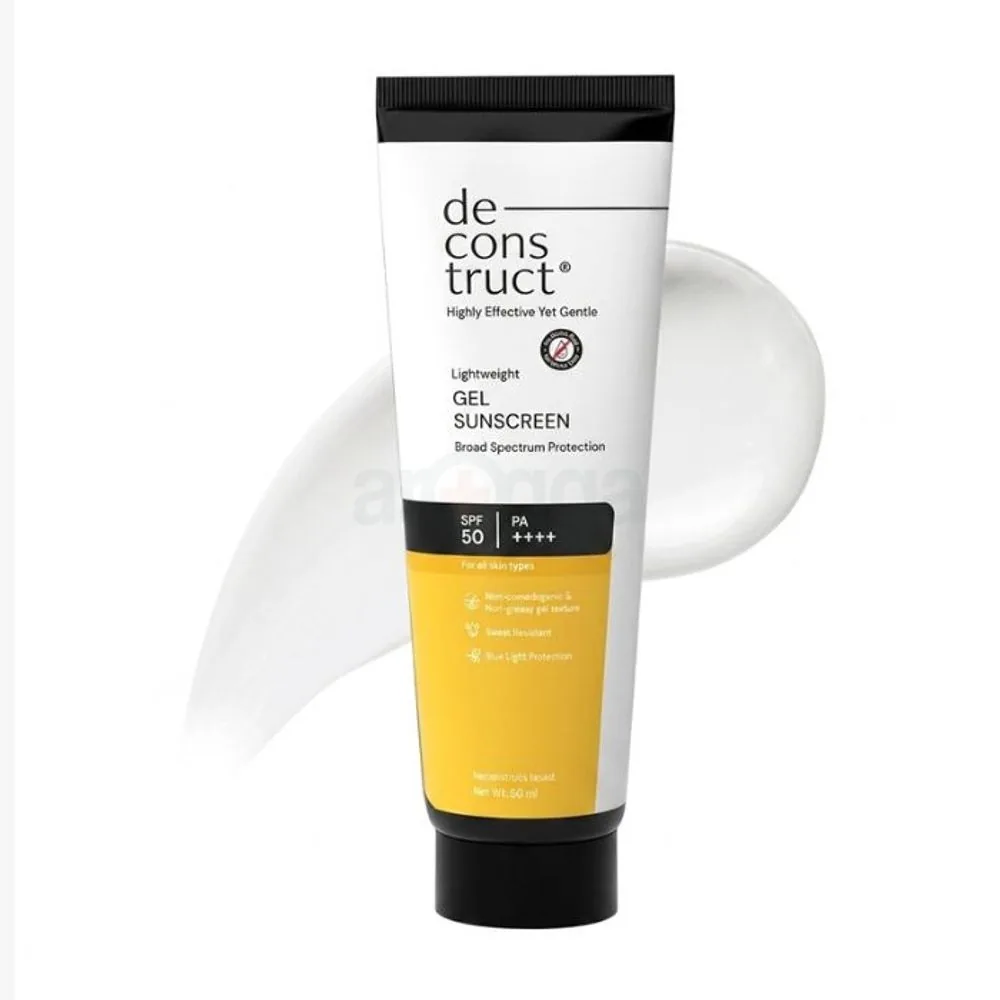 de
cons
truct®
Highly Effective Yet Gentle
Lightweight
GEL
SUNSCREEN
Broad Spectrum Protection
arogga
SPF
50
PA
++++
For all skin types
Non-comedogenic &
Non-greasy gel texture
Sweat Resistant
Blue Light Protection
Net Wt. 50 ml